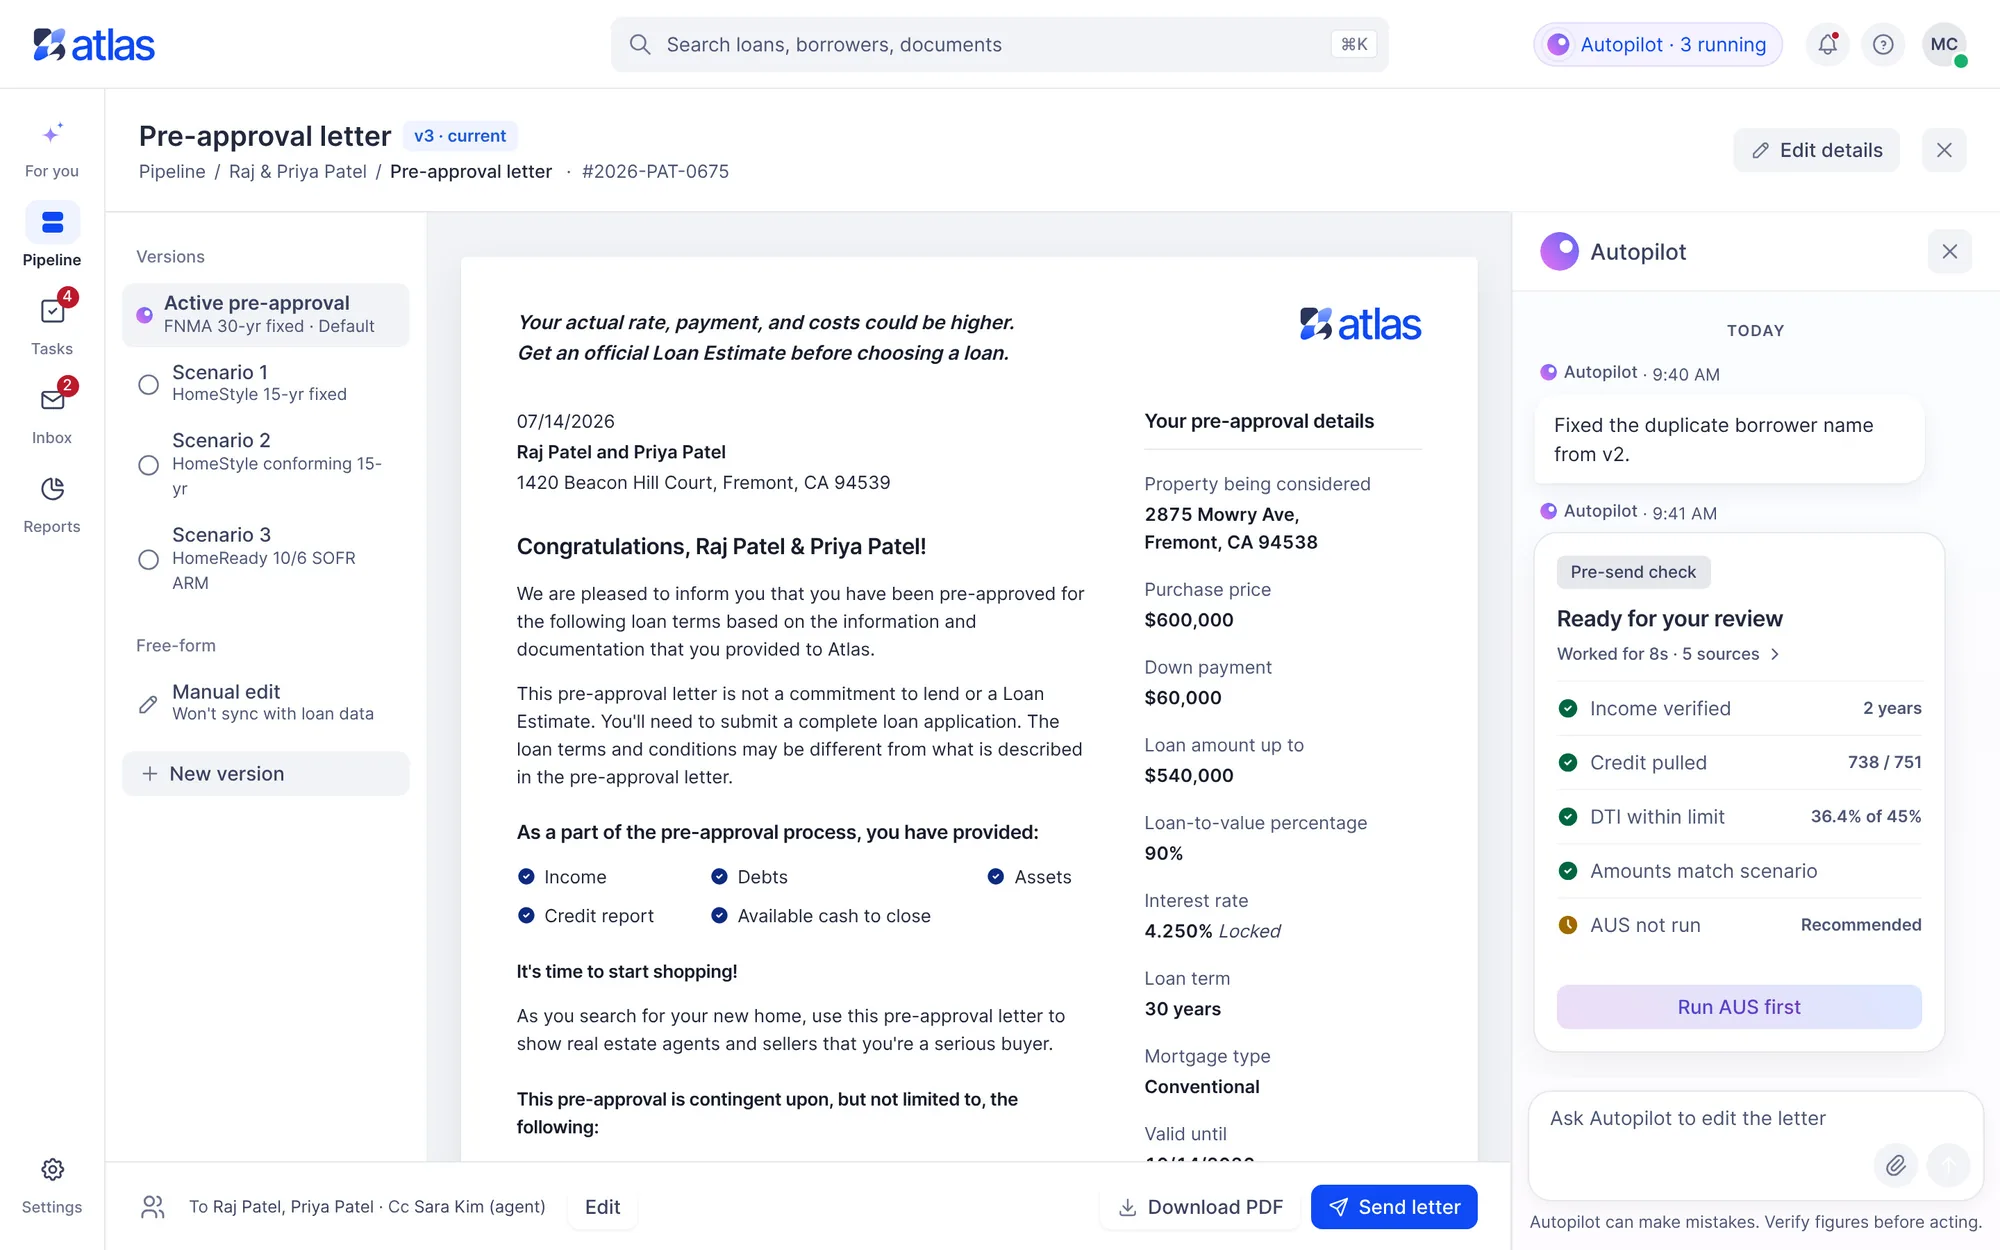 atlas
Search loans, borrowers, documents
⌘K
Autopilot · 3 running
MC
For you
Pipeline
4
Tasks
2
Inbox
Reports
Settings
Pre-approval letter
v3 · current
Pipeline / Raj & Priya Patel / Pre-approval letter · #2026-PAT-0675
Edit details
Versions
Active pre-approval
FNMA 30-yr fixed · Default
Scenario 1
HomeStyle 15-yr fixed
Scenario 2
HomeStyle conforming 15-
yr
Scenario 3
HomeReady 10/6 SOFR
ARM
Free-form
Manual edit
Won't sync with loan data
New version
Your actual rate, payment, and costs could be higher.
Get an official Loan Estimate before choosing a loan.
atlas
07/14/2026
Raj Patel and Priya Patel
1420 Beacon Hill Court, Fremont, CA 94539
Congratulations, Raj Patel & Priya Patel!
We are pleased to inform you that you have been pre-approved for
the following loan terms based on the information and
documentation that you provided to Atlas.
This pre-approval letter is not a commitment to lend or a Loan
Estimate. You'll need to submit a complete loan application. The
loan terms and conditions may be different from what is described
in the pre-approval letter.
As a part of the pre-approval process, you have provided:
Income
Debts
Assets
Credit report
Available cash to close
It's time to start shopping!
As you search for your new home, use this pre-approval letter to
show real estate agents and sellers that you're a serious buyer.
This pre-approval is contingent upon, but not limited to, the
following:
Your pre-approval details
Property being considered
2875 Mowry Ave,
Fremont, CA 94538
Purchase price
$600,000
Down payment
$60,000
Loan amount up to
$540,000
Loan-to-value percentage
90%
Interest rate
4.250% Locked
Loan term
30 years
Mortgage type
Conventional
Valid until
To Raj Patel, Priya Patel · Cc Sara Kim (agent)
Edit
Download PDF
Send letter
Autopilot
TODAY
Autopilot · 9:40 AM
Fixed the duplicate borrower name
from v2.
Autopilot · 9:41 AM
Pre-send check
Ready for your review
Worked for 8s · 5 sources
Income verified
2 years
Credit pulled
738 / 751
DTI within limit
36.4% of 45%
Amounts match scenario
AUS not run
Recommended
Run AUS first
Ask Autopilot to edit the letter
Autopilot can make mistakes. Verify figures before acting.